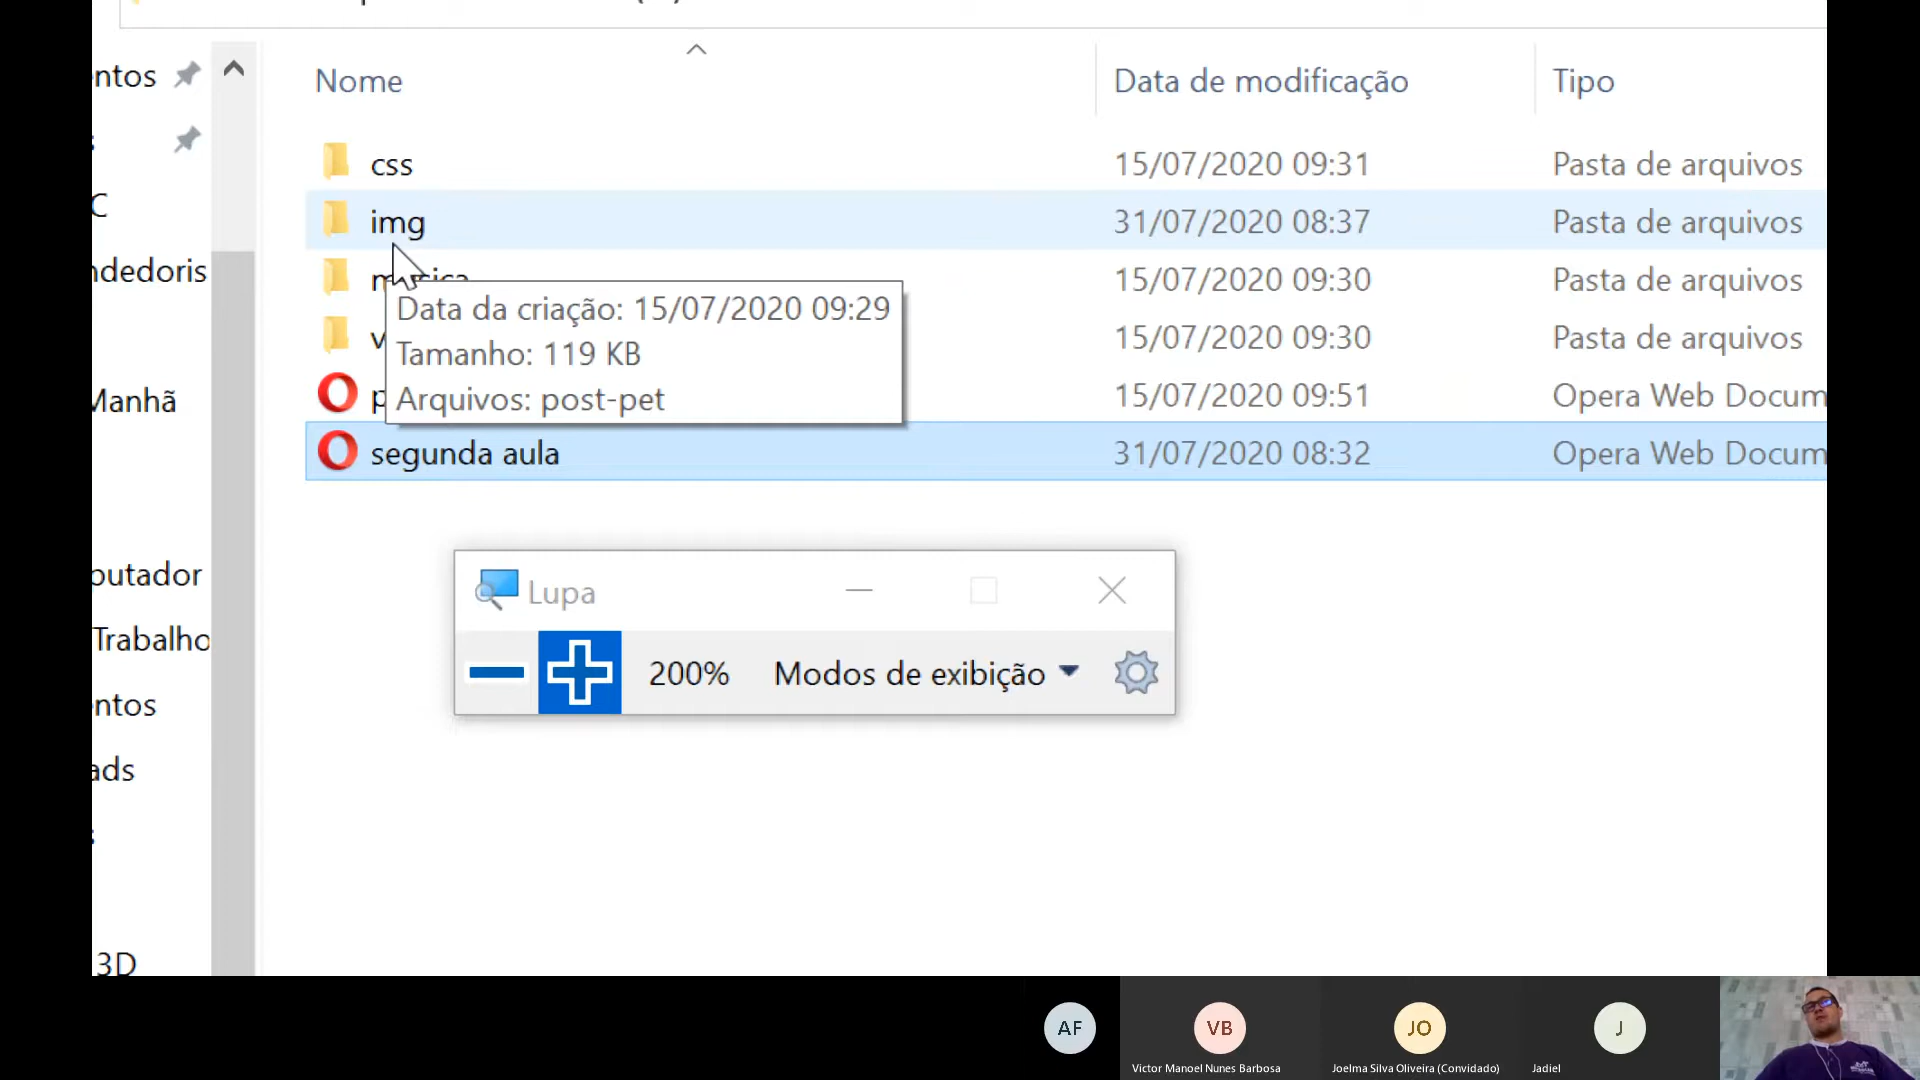 Nome
Data de modificação
Tipo
css
15/07/2020 09:31
Pasta de arquivos
img
31/07/2020 08:37
Pasta de arquivos
15/07/2020 09:30
Pasta de arquivos
Data da criação: 15/07/2020 09:29
Tamanho: 119 KB
Arquivos: post-pet
15/07/2020 09:30
Pasta de arquivos
15/07/2020 09:51
Opera Web Docum
segunda aula
31/07/2020 08:32
Opera Web Docum
entos
C
ndedoris
Manhã
putador
Trabalho
entos
ads
3D
Lupa
200%
Modos de exibição
AF
VB
JO
J
Victor Manoel Nunes Barbosa
Joelma Silva Oliveira (Convidado)
Jadiel